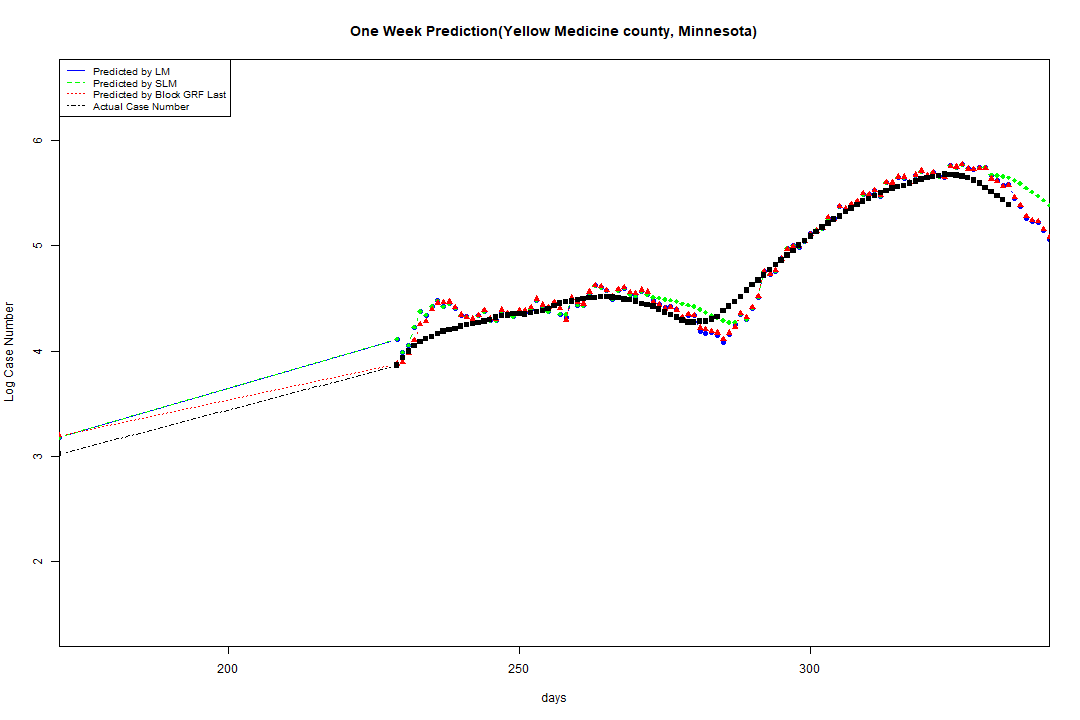 One Week Prediction(Yellow Medicine county, Minnesota)
Predicted by LM
Predicted by SLM
Predicted by Block GRF Last
Actual Case Number
6
5
4
3
2
Log Case Number
200 250 300
days